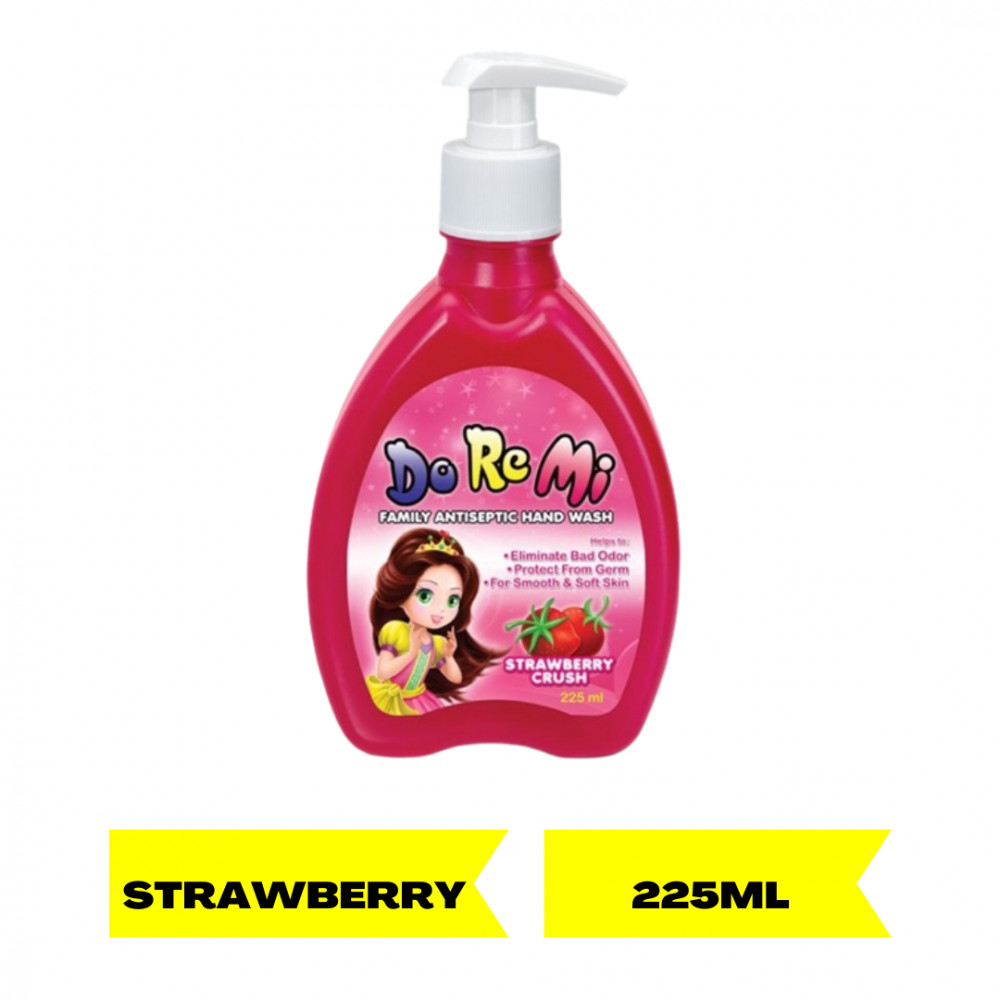 Do Re Mi
FAMILY ANTISEPTIC HAND WASH
Helps to:
•Eliminate Bad Odor
•Protect From Germ
•For Smooth & Soft Skin
STRAWBERRY
CRUSH
225 ml
STRAWBERRY
225ML